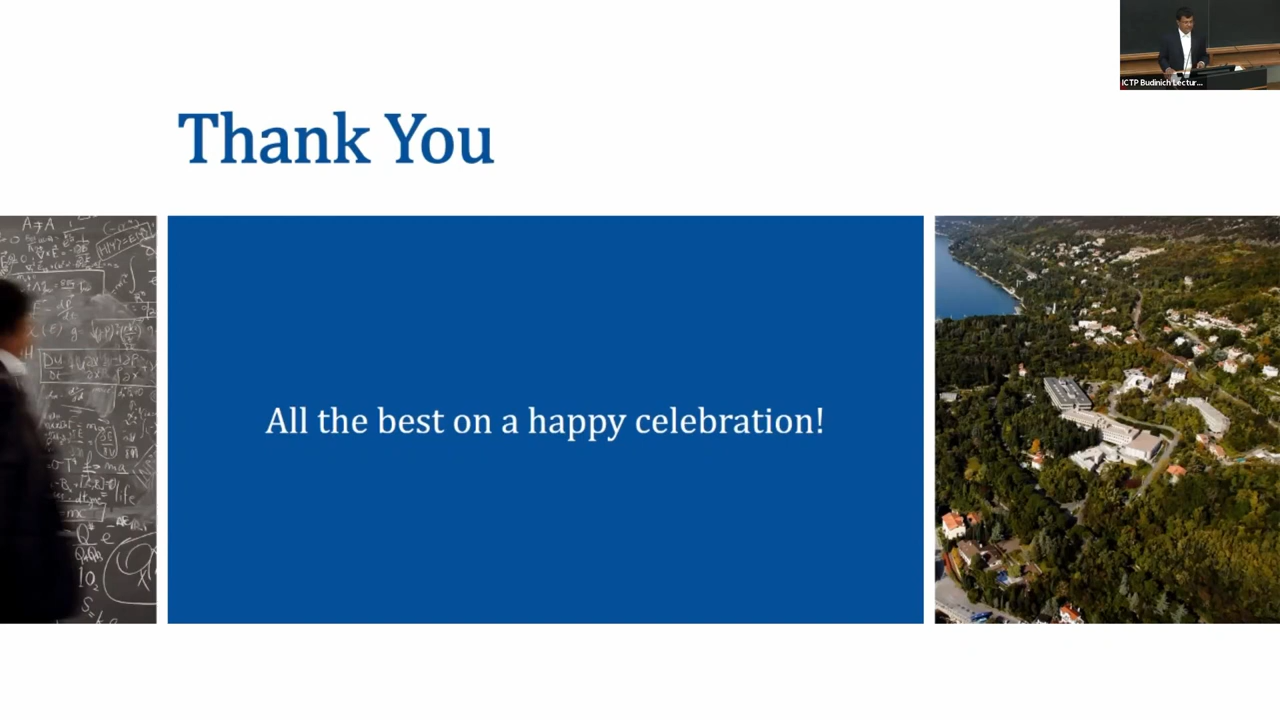 ICTP Budinich Lectur...
Thank You
All the best on a happy celebration!